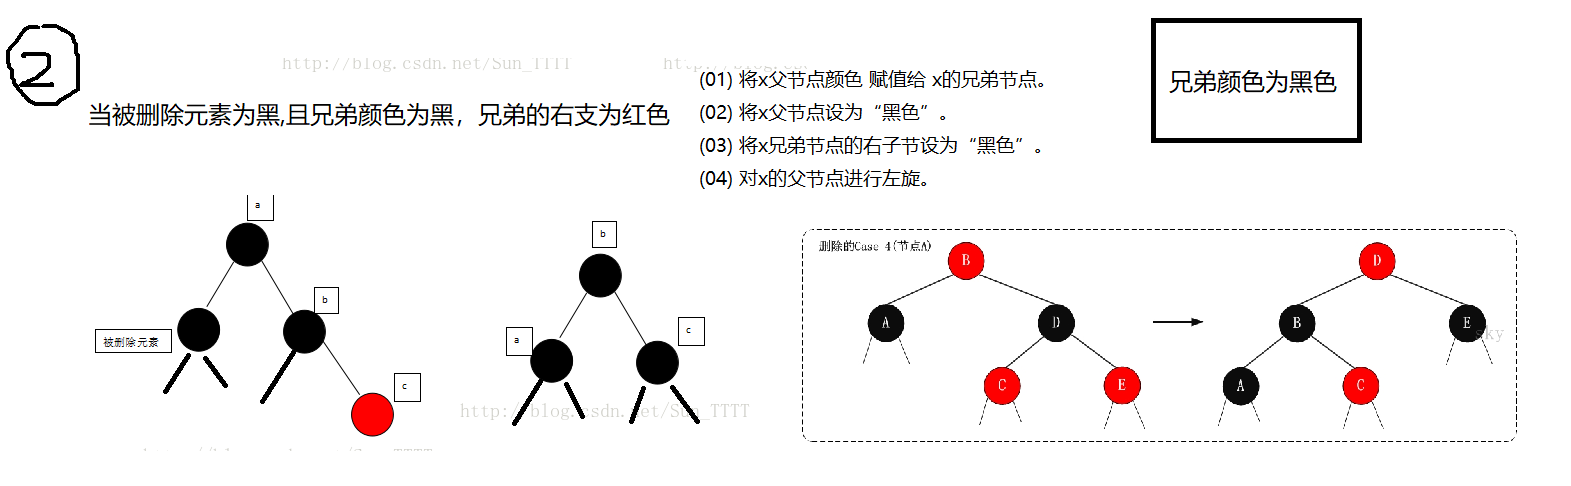 2
http://blog.csdn.net/Sun_TTTT
当被删除元素为黑,且兄弟颜色为黑，兄弟的右支为红色
(01) 将x父节点颜色 赋值给 x的兄弟节点。
(02) 将x父节点设为“黑色”。
(03) 将x兄弟节点的右子节设为“黑色”。
(04) 对x的父节点进行左旋。
兄弟颜色为黑色
a
b
被删除元素
c
b
a
c
http://blog.csdn.net/Sun_TTTT
删除的Case 4(节点A)
B
A
D
C
E
D
B
E
sky
A
C